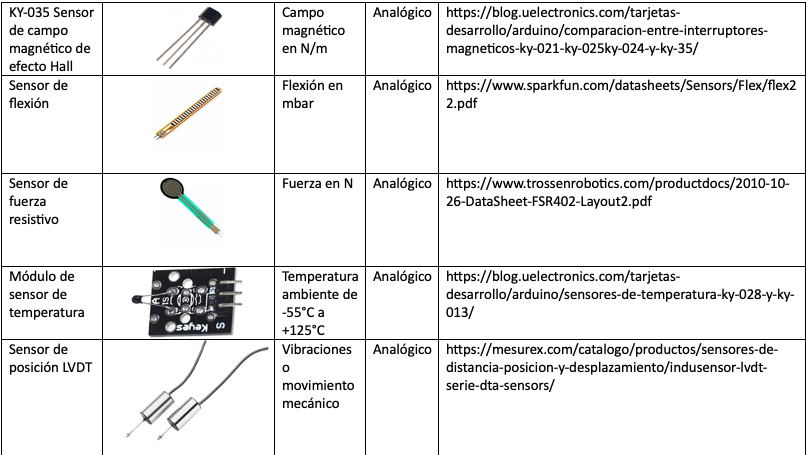 KY-035 Sensor
de campo
magnético de
efecto Hall
Campo
magnético
en N/m
Analógico
https://blog.uelectronics.com/tarjetas-
desarrollo/arduino/comparacion-entre-interruptores-
magneticos-ky-021-ky-025ky-024-y-ky-35/
Sensor de
flexión
Flexión en
mbar
Analógico
https://www.sparkfun.com/datasheets/Sensors/Flex/flex2
2.pdf
Sensor de
fuerza
resistivo
Fuerza en N
Analógico
https://www.trossenrobotics.com/productdocs/2010-10-
26-DataSheet-FSR402-Layout2.pdf
Módulo de
sensor de
temperatura
S
Keyes
Temperatura
ambiente de
-55°C a
+125°C
Analógico
https://blog.uelectronics.com/tarjetas-
desarrollo/arduino/sensores-de-temperatura-ky-028-y-ky-
013/
Sensor de
posición LVDT
Vibraciones
o
movimiento
mecánico
Analógico
https://mesurex.com/catalogo/productos/sensores-de-
distancia-posicion-y-desplazamiento/indusensor-lvdt-
serie-dta-sensors/